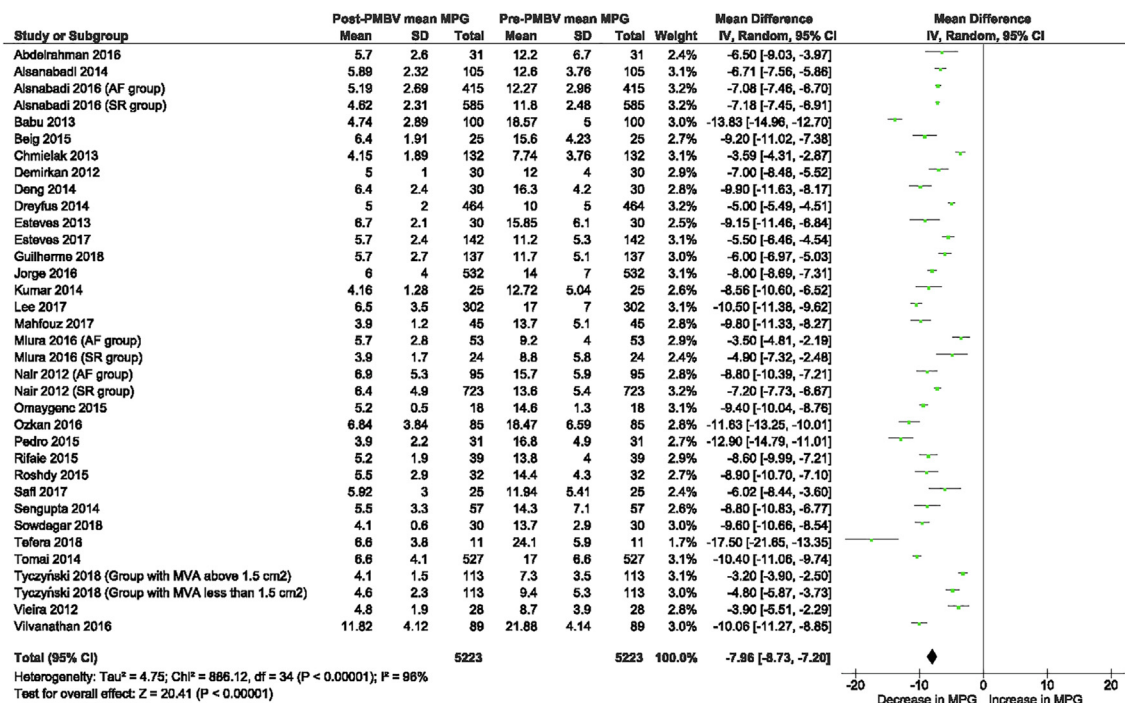 Post-PMBV mean MPG Pre-PMBV mean MPG Mean Difference Mean Difference
Study or Subgroup Mean SD Total Mean SD Total Weight IV, Random, 95% CI IV, Random, 95% CI
Abdelrahman 2016 5.7 2.6 31 12.2 6.7 31 2.4% -6.50 [-9.03, -3.97]
Alsanabadi 2014 5.89 2.32 105 12.6 3.76 105 3.1% -6.71 [-7.56, -5.86]
Alsnabadi 2016 (AF group) 5.19 2.69 415 12.27 2.96 415 3.2% -7.08 [-7.46, -6.70]
Alsnabadi 2016 (SR group) 4.62 2.31 585 11.8 2.48 585 3.2% -7.18 [-7.45, -6.91]
Babu 2013 4.74 2.89 100 18.57 5 100 3.0% -13.83 [-14.96, -12.70]
Beig 2015 6.4 1.91 25 15.6 4.23 25 2.7% -9.20 [-11.02, -7.38]
Chmielak 2013 4.15 1.89 132 7.74 3.76 132 3.1% -3.59 [-4.31, -2.87]
Demirkan 2012 5 1 30 12 4 30 2.9% -7.00 [-8.48, -5.52]
Deng 2014 6.4 2.4 30 16.3 4.2 30 2.8% -9.90 [-11.63, -8.17]
Dreyfus 2014 5 2 464 10 5 464 3.2% -5.00 [-5.49, -4.51]
Esteves 2013 6.7 2.1 30 15.85 6.1 30 2.5% -9.15 [-11.46, -6.84]
Esteves 2017 5.7 2.4 142 11.2 5.3 142 3.1% -5.50 [-6.46, -4.54]
Guilherme 2018 5.7 2.7 137 11.7 5.1 137 3.1% -6.00 [-6.97, -5.03]
Jorge 2016 6 4 532 14 7 532 3.1% -8.00 [-8.69, -7.31]
Kumar 2014 4.16 1.28 25 12.72 5.04 25 2.6% -8.56 [-10.60, -6.52]
Lee 2017 6.5 3.5 302 17 7 302 3.1% -10.50 [-11.38, -9.62]
Mahfouz 2017 3.9 1.2 45 13.7 5.1 45 2.8% -9.80 [-11.33, -8.27]
Miura 2016 (AF group) 5.7 2.8 53 9.2 4 53 2.9% -3.50 [-4.81, -2.19]
Miura 2016 (SR group) 3.9 1.7 24 8.8 5.8 24 2.4% -4.90 [-7.32, -2.48]
Nair 2012 (AF group) 6.9 5.3 95 15.7 5.9 95 2.8% -8.80 [-10.39, -7.21]
Nair 2012 (SR group) 6.4 4.9 723 13.6 5.4 723 3.2% -7.20 [-7.73, -6.67]
Omaygenc 2015 5.2 0.5 18 14.6 1.3 18 3.1% -9.40 [-10.04, -8.76]
Ozkan 2016 6.84 3.84 85 18.47 6.59 85 2.8% -11.63 [-13.25, -10.01]
Pedro 2015 3.9 2.2 31 16.8 4.9 31 2.7% -12.90 [-14.79, -11.01]
Rifaie 2015 5.2 1.9 39 13.8 4 39 2.9% -8.60 [-9.99, -7.21]
Roshdy 2015 5.5 2.9 32 14.4 4.3 32 2.7% -8.90 [-10.70, -7.10]
Safi 2017 5.92 3 25 11.94 5.41 25 2.4% -6.02 [-8.44, -3.60]
Sengupta 2014 5.5 3.3 57 14.3 7.1 57 2.6% -8.80 [-10.83, -6.77]
Sowdagar 2018 4.1 0.6 30 13.7 2.9 30 3.0% -9.60 [-10.66, -8.54]
Tefera 2018 6.6 3.8 11 24.1 5.9 11 1.7% -17.50 [-21.65, -13.35]
Tomai 2014 6.6 4.1 527 17 6.6 527 3.1% -10.40 [-11.06, -9.74]
Tyczyński 2018 (Group with MVA above 1.5 cm2) 4.1 1.5 113 7.3 3.5 113 3.1% -3.20 [-3.90, -2.50]
Tyczyński 2018 (Group with MVA less than 1.5 cm2) 4.6 2.3 113 9.4 5.3 113 3.0% -4.80 [-5.87, -3.73]
Vieira 2012 4.8 1.9 28 8.7 3.9 28 2.8% -3.90 [-5.51, -2.29]
Vilvanathan 2016 11.82 4.12 89 21.88 4.14 89 3.0% -10.06 [-11.27, -8.85]
Total (95% CI) 5223 5223 100.0% -7.96 [-8.73, -7.20]
Heterogeneity: Tau² = 4.75; Chi² = 886.12, df = 34 (P < 0.00001); I² = 96%
Test for overall effect: Z = 20.41 (P < 0.00001)
-20 -10 0 10 20
Decrease in MPG Increase in MPG